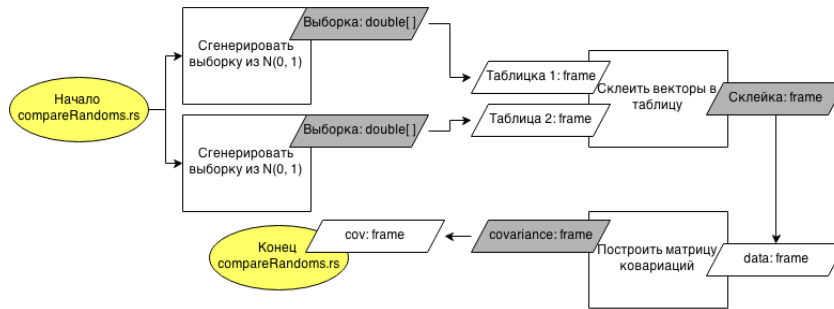 Выборка: double[ ]
Сгенерировать
выборку из N(0, 1)
Таблицка 1: frame
Склеить векторы в
таблицу
Начало
compareRandoms.rs
Склейка: frame
Таблица 2: frame
Выборка: double[ ]
Сгенерировать
выборку из N(0, 1)
cov: frame
covariance: frame
Конец
compareRandoms.rs
Построить матрицу
ковариаций
data: frame